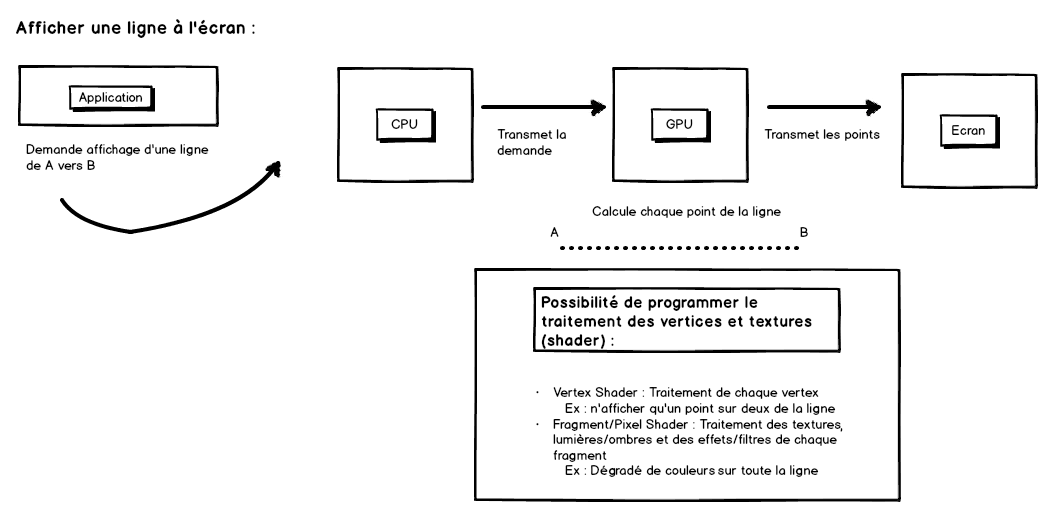 Afficher une ligne à l'écran :
Application
Demande affichage d'une ligne
de A vers B
CPU
Transmet la
demande
GPU
Transmet les points
Ecran
Calcule chaque point de la ligne
A
B
Possibilité de programmer le
traitement des vertices et textures
(shader) :
· Vertex Shader : Traitement de chaque vertex
Ex : n'afficher qu'un point sur deux de la ligne
· Fragment/Pixel Shader : Traitement des textures,
lumières/ombres et des effets/filtres de chaque
fragment
Ex : Dégradé de couleurs sur toute la ligne